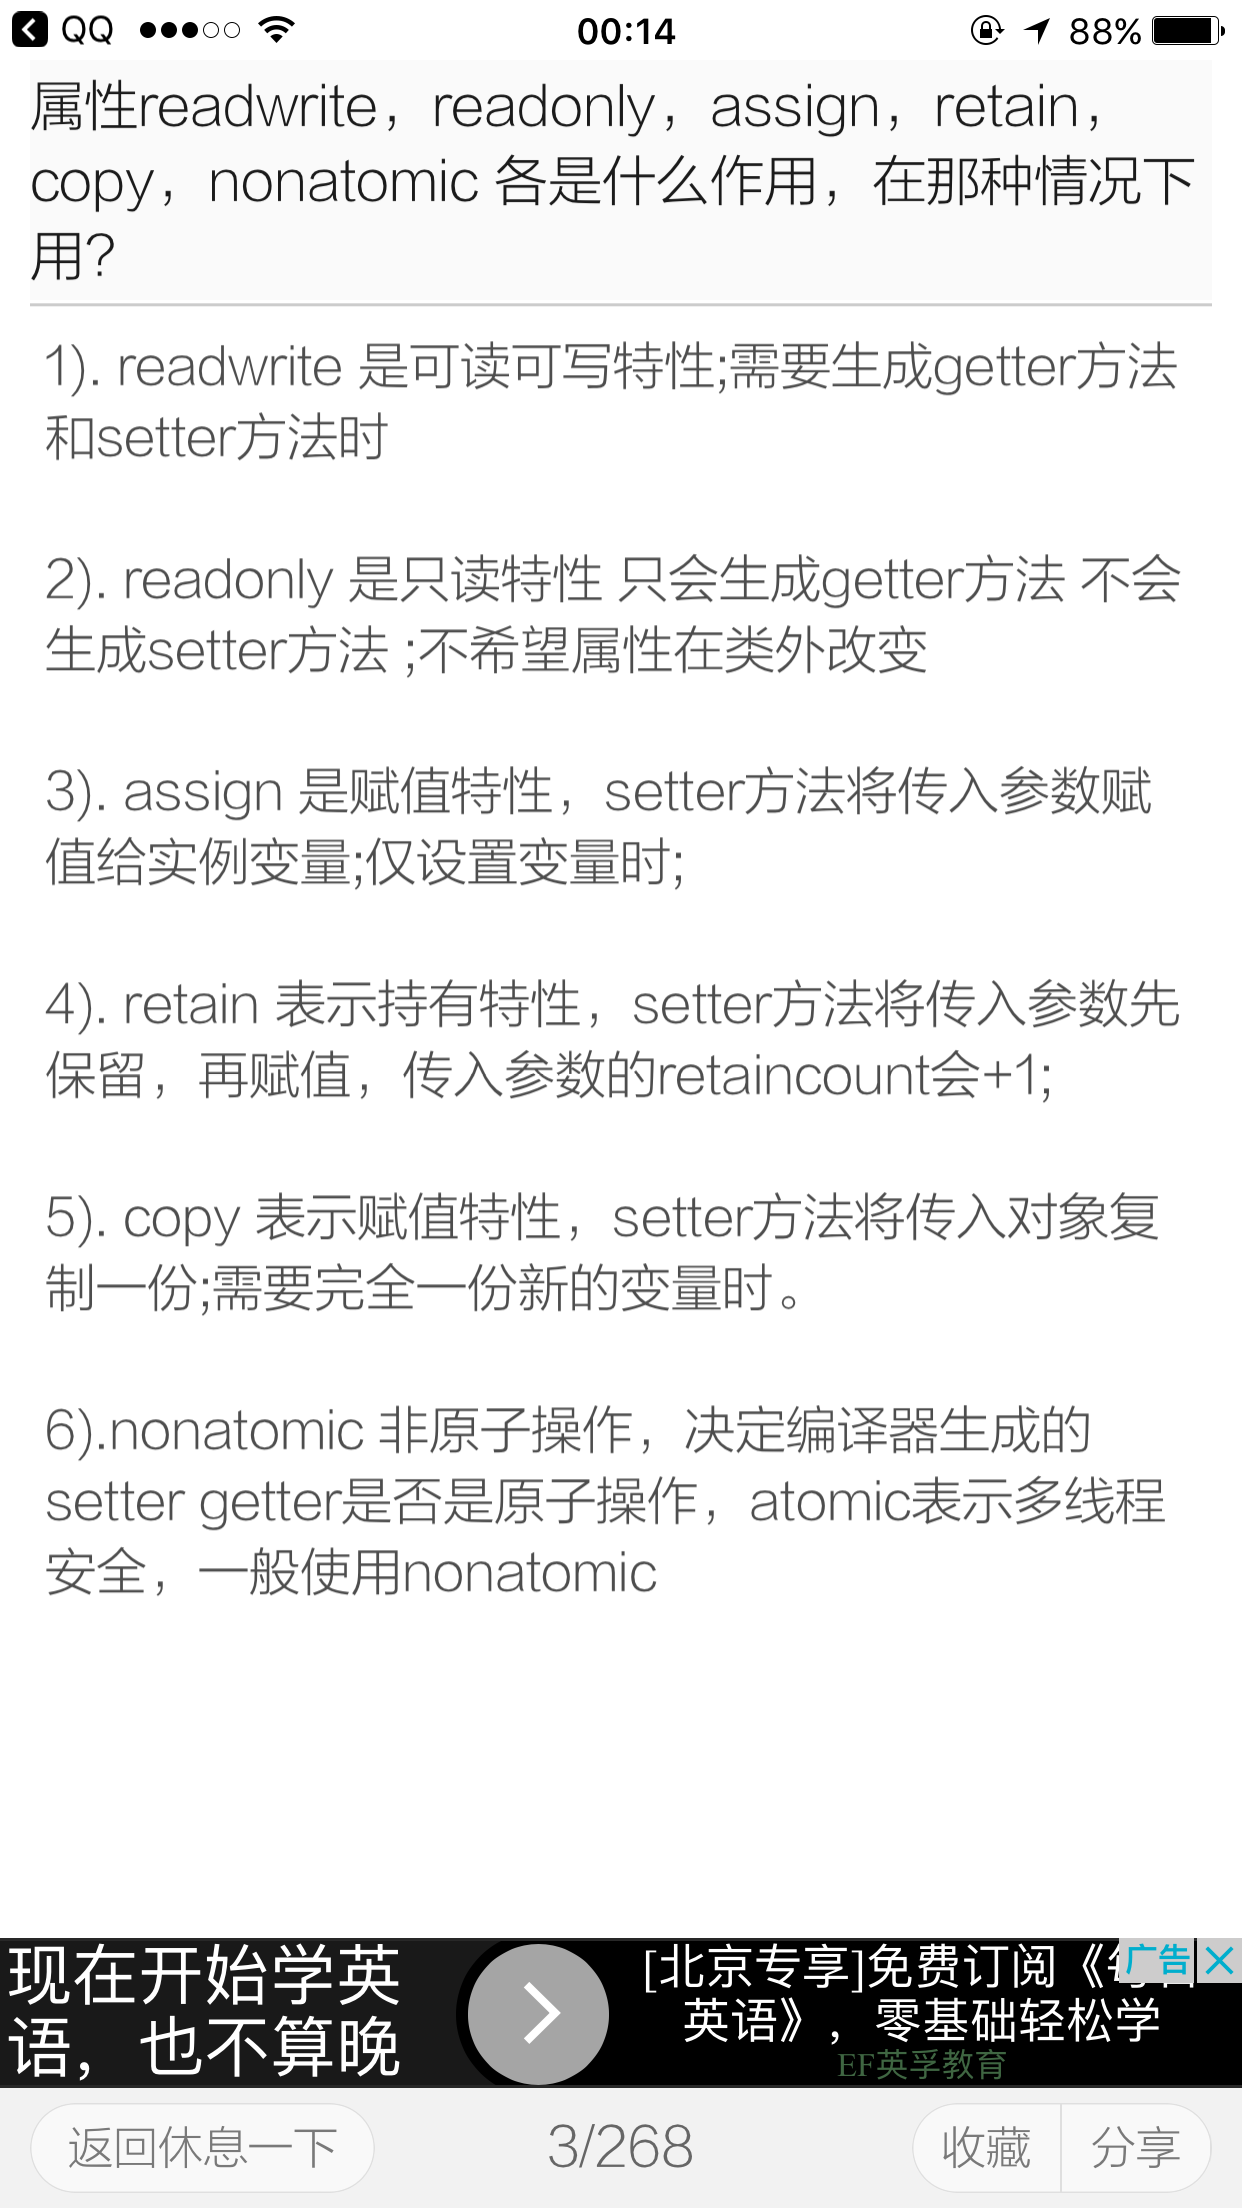 QQ
00:14
88%
属性readwrite，readonly，assign，retain，
copy，nonatomic 各是什么作用，在那种情况下
用？
1). readwrite 是可读可写特性;需要生成getter方法
和setter方法时
2). readonly 是只读特性 只会生成getter方法 不会
生成setter方法 ;不希望属性在类外改变
3). assign 是赋值特性，setter方法将传入参数赋
值给实例变量;仅设置变量时;
4). retain 表示持有特性，setter方法将传入参数先
保留，再赋值，传入参数的retaincount会+1;
5). copy 表示赋值特性，setter方法将传入对象复
制一份;需要完全一份新的变量时。
6).nonatomic 非原子操作，决定编译器生成的
setter getter是否是原子操作，atomic表示多线程
安全，一般使用nonatomic
现在开始学英
语，也不算晚
[北京专享]免费订阅《
广告
英语》，零基础轻松学
EF英孚教育
返回休息一下
3/268
收藏
分享